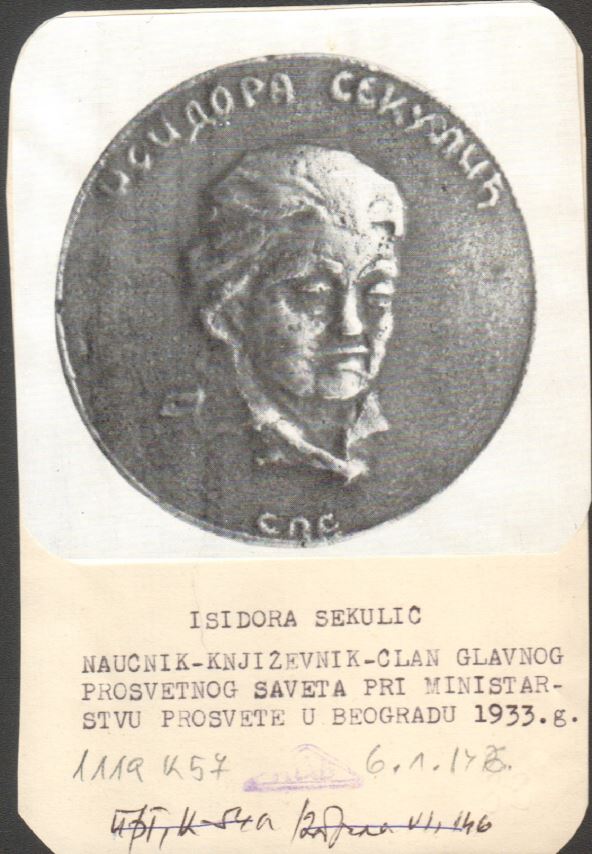 ИСИДОРА СЕКУЛИЋ
СПС
ISIDORA SEKULIC
NAUCNIK-KNJIŽEVNIK-CLAN GLAVNOG
PROSVETNOG SAVETA PRI MINISTAR-
STVU PROSVETE U BEOGRADU 1933.g.
1119 K57